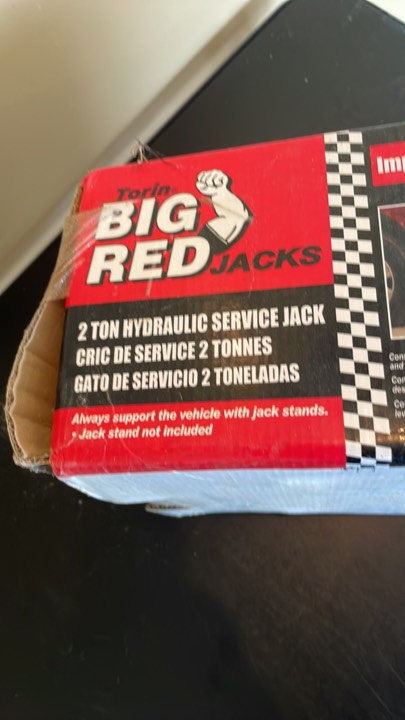 Torin
BIG
RED JACKS
2 TON HYDRAULIC SERVICE JACK
CRIC DE SERVICE 2 TONNES
GATO DE SERVICIO 2 TONELADAS
Always support the vehicle with jack stands.
• Jack stand not included
and